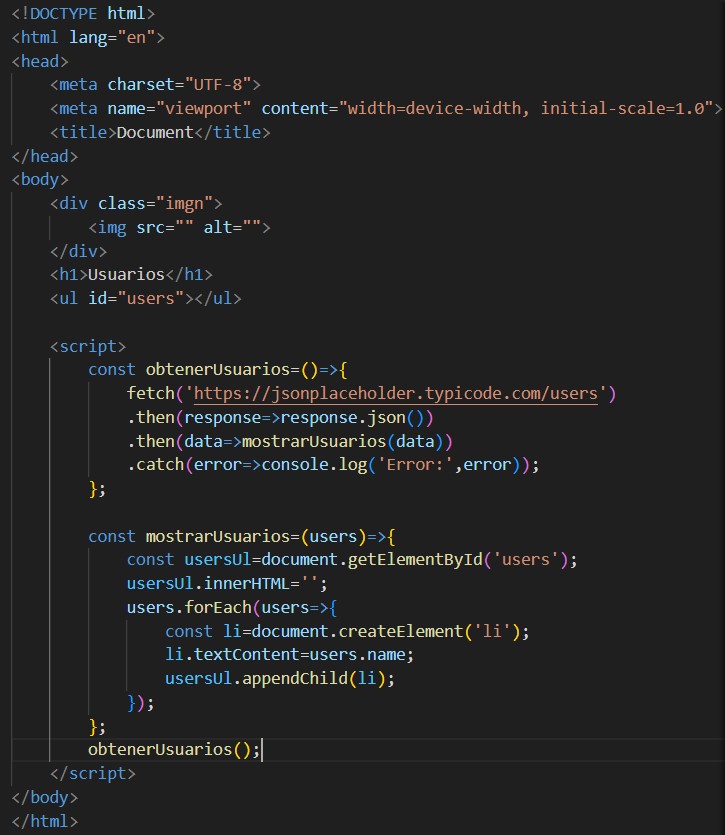 <!DOCTYPE html>
<html lang="en">
<head>
    <meta charset="UTF-8">
    <meta name="viewport" content="width=device-width, initial-scale=1.0">
    <title>Document</title>
</head>
<body>
    <div class="imgn">
        <img src="" alt="">
    </div>
    <h1>Usuarios</h1>
    <ul id="users"></ul>

    <script>
        const obtenerUsuarios=()=>{
            fetch('https://jsonplaceholder.typicode.com/users')
            .then(response=>response.json())
            .then(data=>mostrarUsuarios(data))
            .catch(error=>console.log('Error:',error));
        };

        const mostrarUsuarios=(users)=>{
            const usersUl=document.getElementById('users');
            usersUl.innerHTML='';
            users.forEach(users=>{
                const li=document.createElement('li');
                li.textContent=users.name;
                usersUl.appendChild(li);
            });
        };
        obtenerUsuarios();
    </script>
</body>
</html>